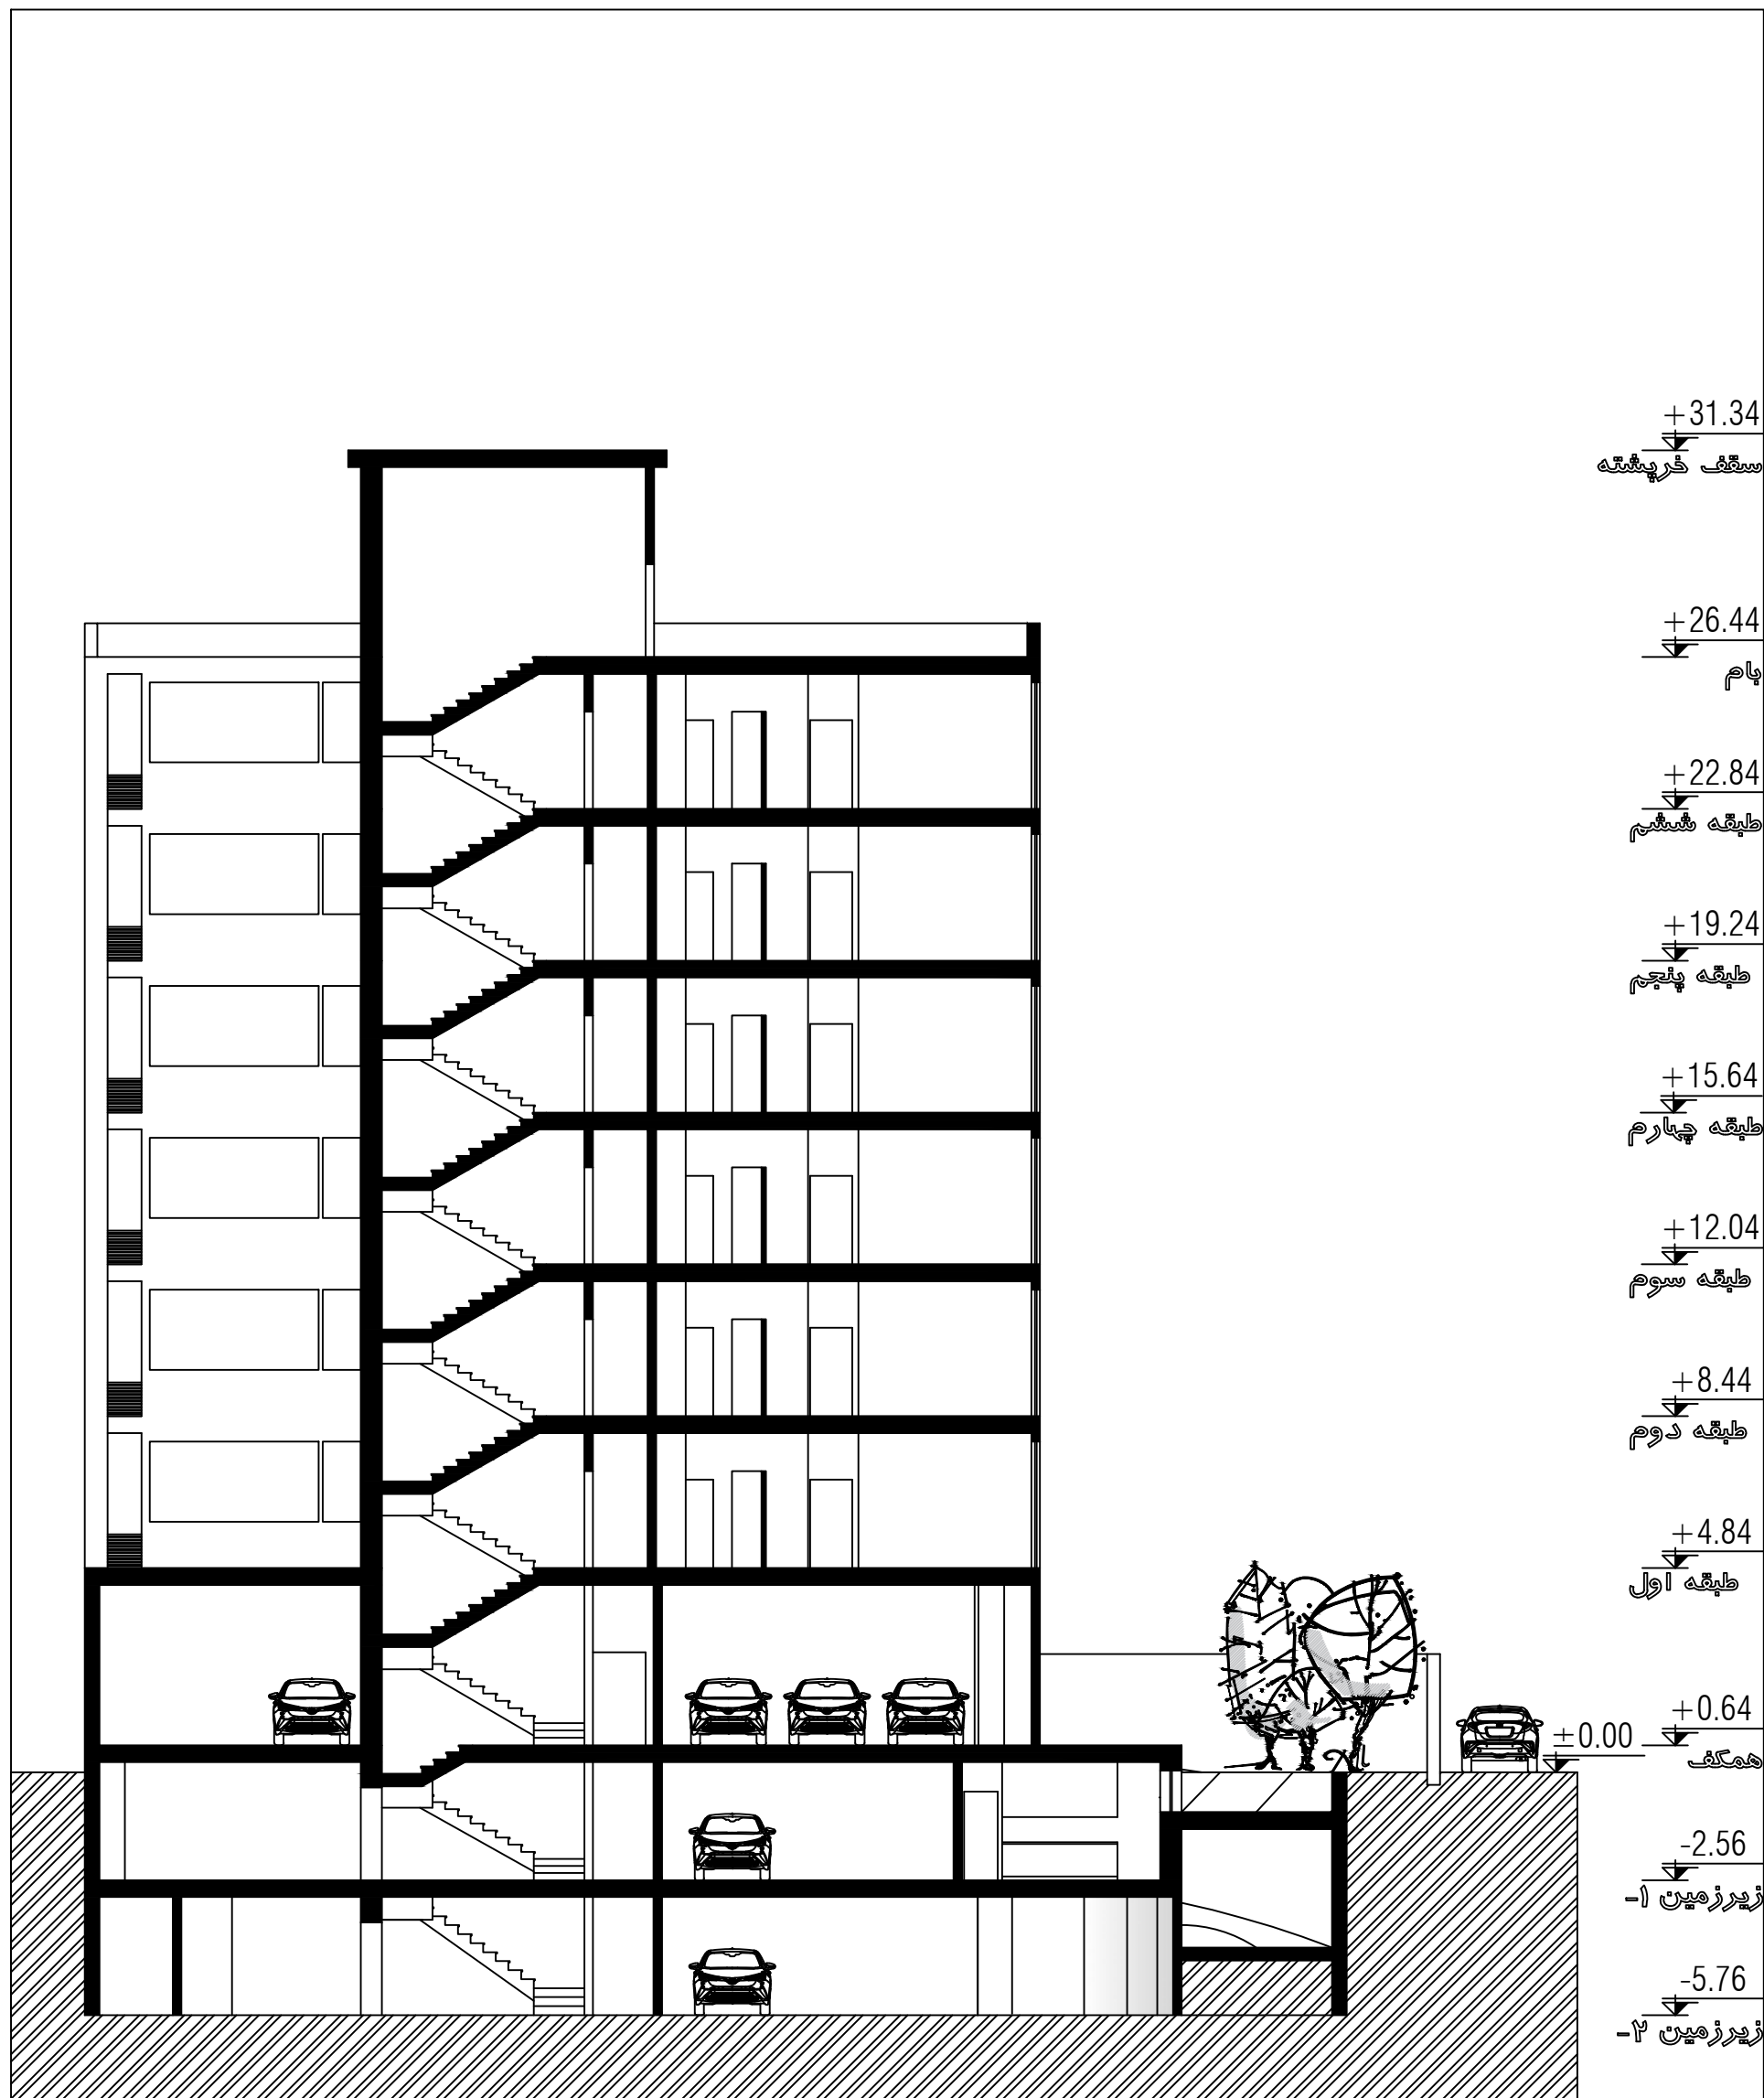 +31.34
سقف خرپشته
+26.44
بام
+22.84
طبقه ششم
+19.24
طبقه پنجم
+15.64
طبقه چهارم
+12.04
طبقه سوم
+8.44
طبقه دوم
+4.84
طبقه اول
+0.64
±0.00
همکف
-2.56
زیرزمین ۱-
-5.76
زیرزمین ۲-